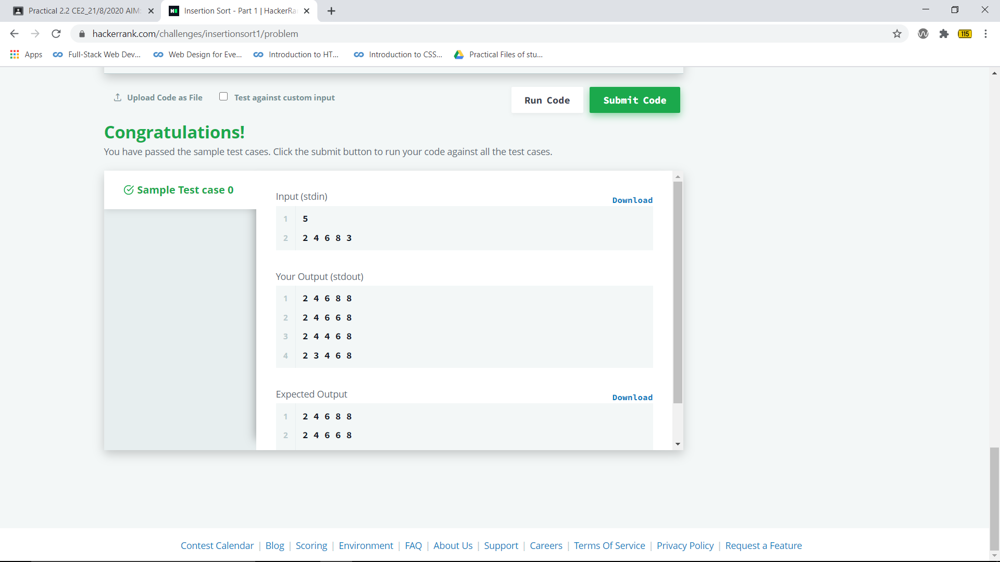 Practical 2.2 CE2_21/8/2020 AIM
Insertion Sort - Part 1 | HackerRa
hackerrank.com/challenges/insertionsort1/problem
115
Apps Full-Stack Web Dev... Web Design for Eve... Introduction to HT... Introduction to CSS... Practical Files of stu...
Upload Code as File Test against custom input Run Code Submit Code
Congratulations!
You have passed the sample test cases. Click the submit button to run your code against all the test cases.
Sample Test case 0
Input (stdin) Download
1 5
2 2 4 6 8 3
Your Output (stdout)
1 2 4 6 8 8
2 2 4 6 6 8
3 2 4 4 6 8
4 2 3 4 6 8
Expected Output Download
1 2 4 6 8 8
2 2 4 6 6 8
Contest Calendar | Blog | Scoring | Environment | FAQ | About Us | Support | Careers | Terms Of Service | Privacy Policy | Request a Feature